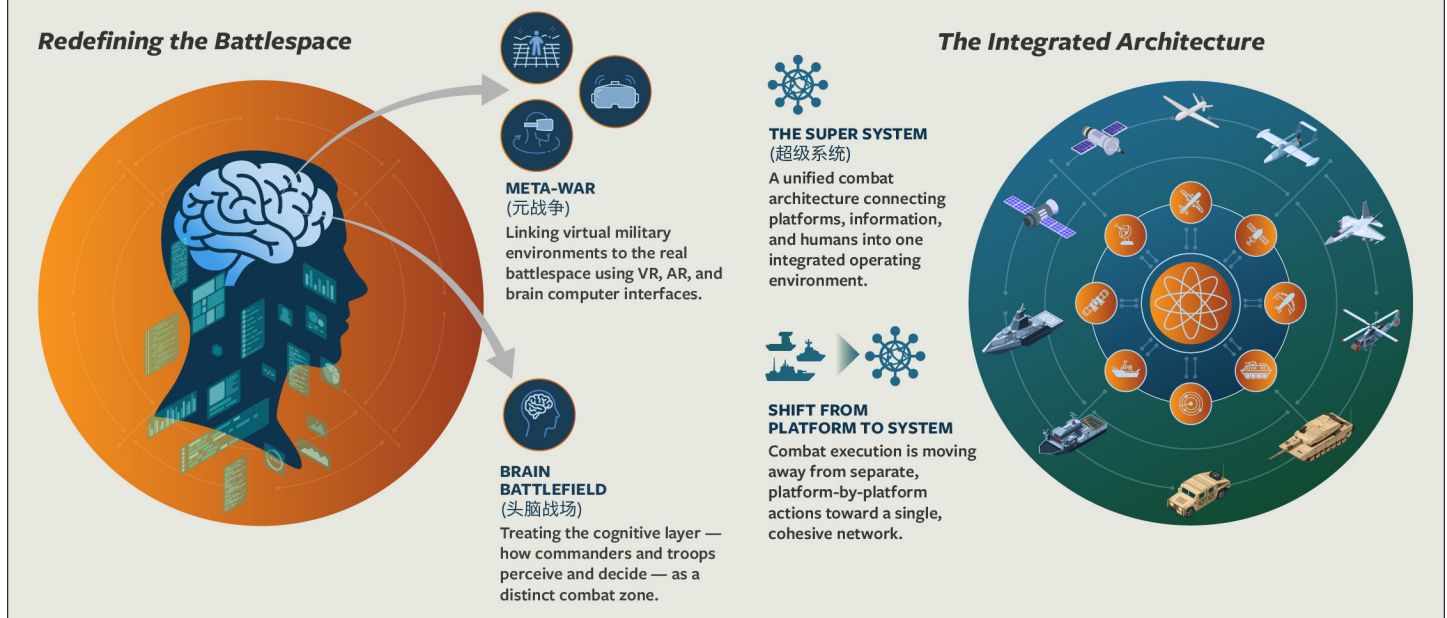 Redefining the Battlespace
META-WAR
(元战争)
Linking virtual military
environments to the real
battlespace using VR, AR, and
brain computer interfaces.
BRAIN
BATTLEFIELD
(头脑战场)
Treating the cognitive layer —
how commanders and troops
perceive and decide — as a
distinct combat zone.
The Integrated Architecture
THE SUPER SYSTEM
(超级系统)
A unified combat
architecture connecting
platforms, information,
and humans into one
integrated operating
environment.
SHIFT FROM
PLATFORM TO SYSTEM
Combat execution is moving
away from separate,
platform-by-platform
actions toward a single,
cohesive network.